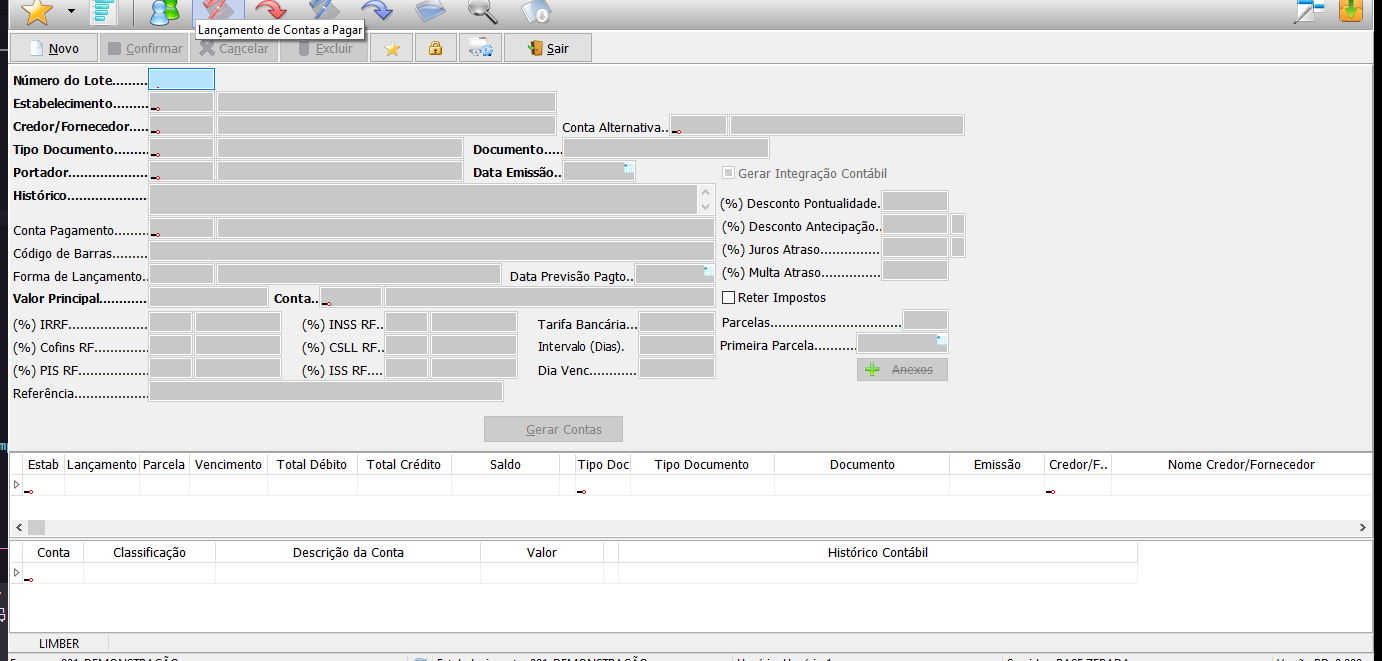 Lançamento de Contas a Pagar
Novo Confirmar Cancelar Excluir Sair
Número do Lote.........
Estabelecimento.........
Credor/Fornecedor..... Conta Alternativa..
Tipo Documento......... Documento.....
Portador.................... Data Emissão.. Gerar Integração Contábil
Histórico.....................
(%) Desconto Pontualidade.
Conta Pagamento......... (%) Desconto Antecipação..
Código de Barras.......... (%) Juros Atraso...............
Forma de Lançamento.. Data Previsão Pagto.. (%) Multa Atraso...............
Valor Principal............ Conta.. Reter Impostos
(%) IRRF..................... (%) INSS RF.. Tarifa Bancária... Parcelas.................................
(%) Cofins RF.............. (%) CSLL RF.. Intervalo (Dias). Primeira Parcela..........
(%) PIS RF.................. (%) ISS RF.... Dia Venc............ Anexos
Referência...................
Gerar Contas
Estab Lançamento Parcela Vencimento Total Débito Total Crédito Saldo Tipo Doc Tipo Documento Documento Emissão Credor/F.. Nome Credor/Fornecedor
Conta Classificação Descrição da Conta Valor Histórico Contábil
LIMBER